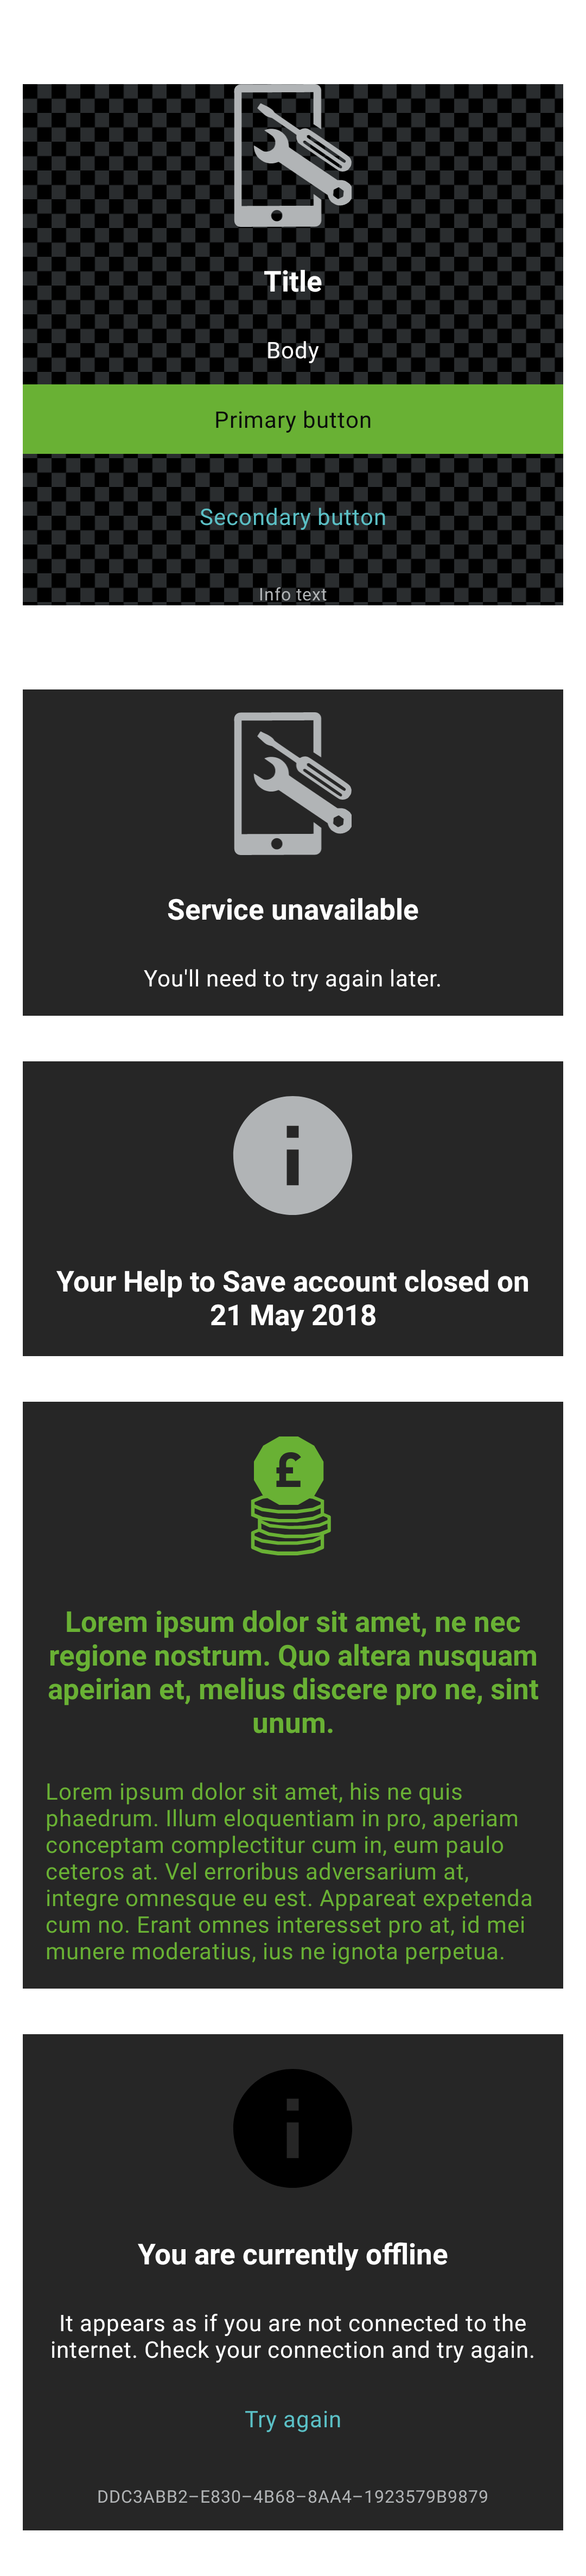 Title
Body
Primary button
Secondary button
Info text
Service unavailable
You'll need to try again later.
Your Help to Save account closed on
21 May 2018
£
Lorem ipsum dolor sit amet, ne nec
regione nostrum. Quo altera nusquam
apeirian et, melius discere pro ne, sint
unum.
Lorem ipsum dolor sit amet, his ne quis
phaedrum. Illum eloquentiam in pro, aperiam
conceptam complectitur cum in, eum paulo
ceteros at. Vel erroribus adversarium at,
integre omnesque eu est. Appareat expetenda
cum no. Erant omnes interesset pro at, id mei
munere moderatius, ius ne ignota perpetua.
You are currently offline
It appears as if you are not connected to the
internet. Check your connection and try again.
Try again
DDC3ABB2–E830–4B68–8AA4–1923579B9879